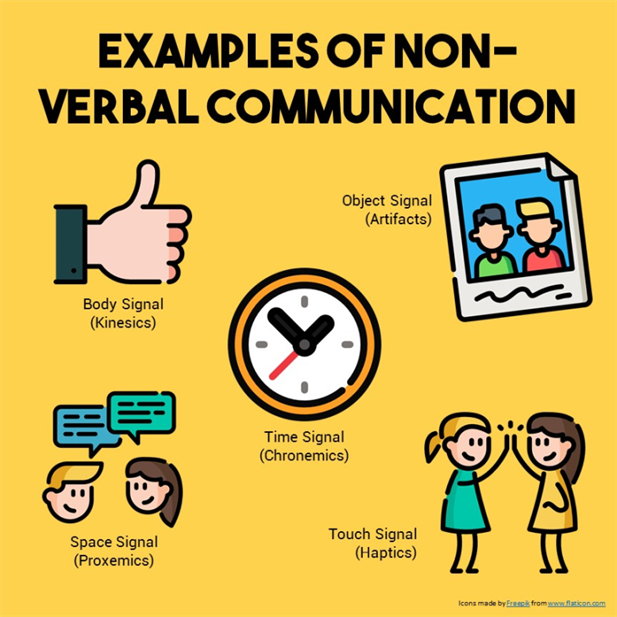 EXAMPLES OF NON-
VERBAL COMMUNICATION
Object Signal
(Artifacts)
Body Signal
(Kinesics)
Time Signal
(Chronemics)
Space Signal
(Proxemics)
Touch Signal
(Haptics)
Icons made by Freepik from www.flaticon.com